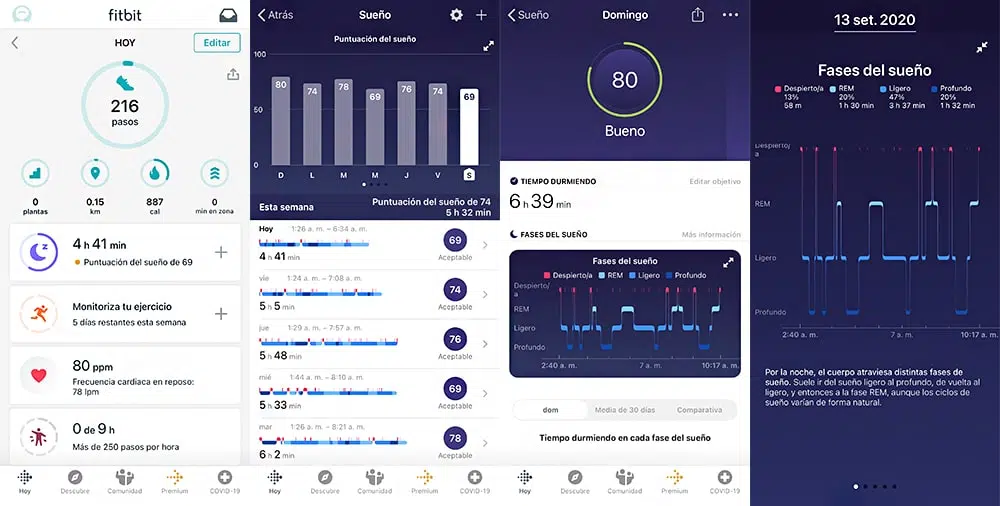 fitbit
HOY
Editar
216
pasos
0
plantas
0.15
km
887
cal
0
min en zona
4 h 41 min
Puntuación del sueño de 69
Monitoriza tu ejercicio
5 días restantes esta semana
80 ppm
Frecuencia cardiaca en reposo:
78 lpm
0 de 9 h
Más de 250 pasos por hora
Hoy Descubre Comunidad Premium COVID-19
Atrás
Sueño
Puntuación del sueño
100
50
0
80 74 78 69 76 74 69
D L M M J V S
Esta semana
Puntuación del sueño de 74
5 h 32 min
Hoy 1:26 a. m. – 6:34 a. m.
4 h 41 min
69
Aceptable
vie 1:24 a. m. – 7:08 a. m.
5 h 5 min
74
Aceptable
jue 1:29 a. m. – 7:57 a. m.
5 h 48 min
76
Aceptable
mié 1:44 a. m. – 8:10 a. m.
5 h 33 min
69
Aceptable
mar 1:26 a. m. – 8:21 a. m.
6 h 2 min
78
Hoy Descubre Comunidad Premium COVID-19
Sueño
Domingo
80
Bueno
TIEMPO DURMIENDO
Editar objetivo
6 h 39 min
FASES DEL SUEÑO
Más información
Fases del sueño
Despierto/a REM Ligero Profundo
Despierto/
a
REM
Ligero
Profundo
2:40 a. m. 7 a. m. 10:17 a. m.
dom Media de 30 días Comparativa
Tiempo durmiendo en cada fase del sueño
Hoy Descubre Comunidad Premium COVID-19
13 set. 2020
Fases del sueño
Despierto/a REM Ligero Profundo
13% 20% 47% 20%
58 m 1 h 30 min 3 h 37 min 1 h 32 min
Despierto/
a
REM
Ligero
Profundo
2:40 a. m. 7 a. m. 10:17 a. m.
Por la noche, el cuerpo atraviesa distintas fases de
sueño. Suele ir del sueño ligero al profundo, de vuelta al
ligero, y entonces a la fase REM, aunque los ciclos de
sueño varían de forma natural.